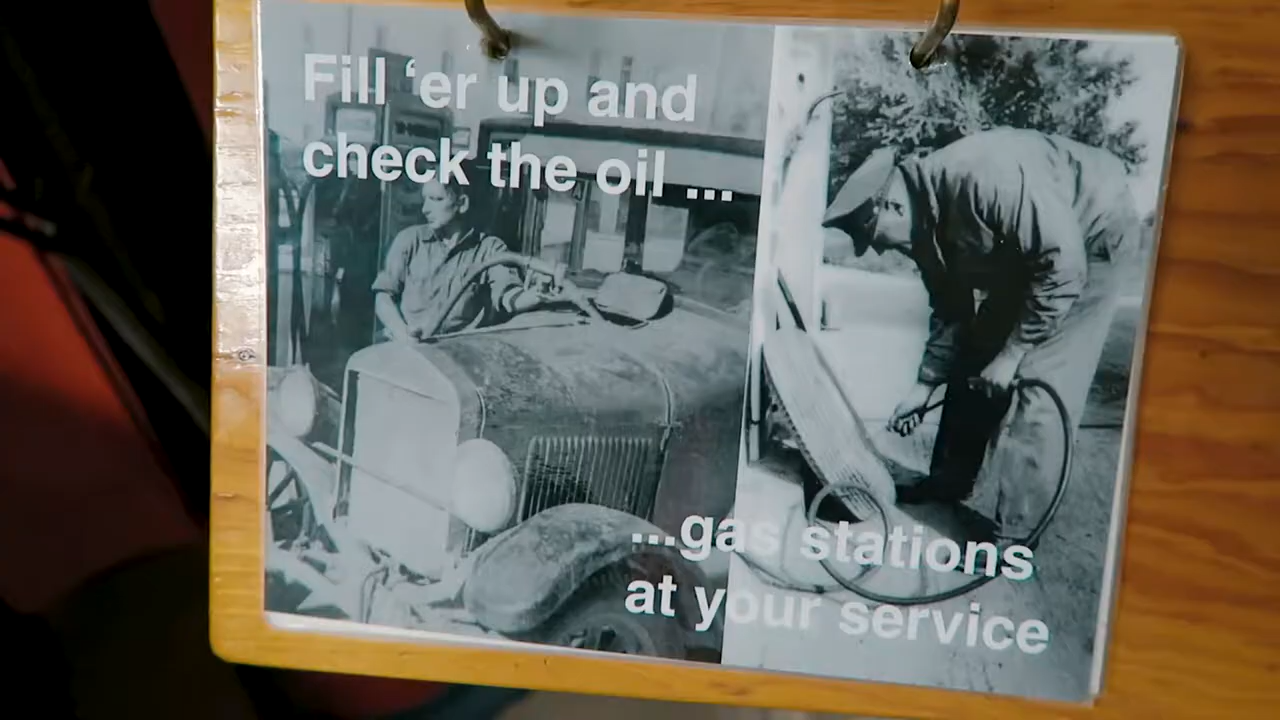 Fill ‘er up and
check the oil ...
...gas stations
at your service